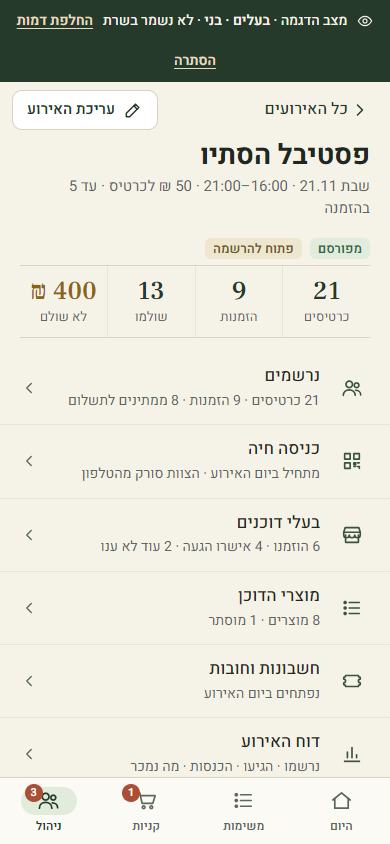 מצב הדגמה · בעלים · בני · לא נשמר בשרת החלפת דמות
הסתרה
כל האירועים
עריכת האירוע
פסטיבל הסתיו
שבת 21.11 · 16:00–21:00 · 50 ₪ לכרטיס · עד 5
בהזמנה
מפורסם פתוח להרשמה
21 9 13 400 ₪
כרטיסים הזמנות שולמו לא שולם
נרשמים
21 כרטיסים · 9 הזמנות · 8 ממתינים לתשלום
כניסה חיה
מתחיל ביום האירוע · הצוות סורק מהטלפון
בעלי דוכנים
6 הוזמנו · 4 אישרו הגעה · 2 עוד לא ענו
מוצרי הדוכן
8 מוצרים · 1 מוסתר
חשבונות וחובות
נפתחים ביום האירוע
דוח האירוע
נרשמו · הגיעו · הכנסות · מה נמכר
1 3
היום משימות קניות ניהול